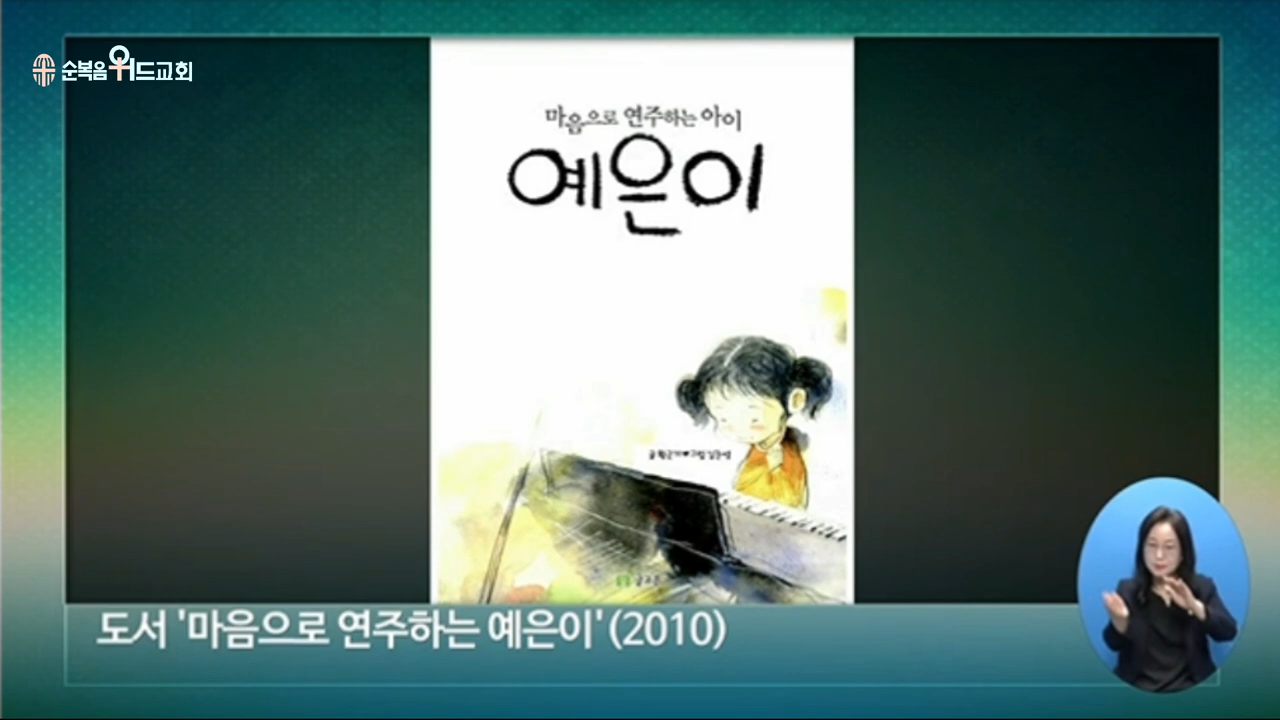 순복음위드교회
마음으로 연주하는 아이
예은이
도서 '마음으로 연주하는 예은이'(2010)